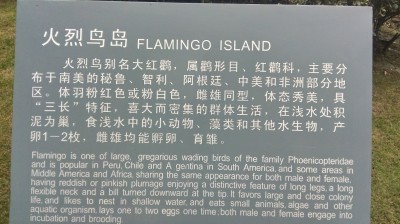 火烈鸟岛 FLAMINGO ISLAND
火烈鸟别名大红鹳，属鹳形目、红鹳科，主要分
布于南美的秘鲁、智利、阿根廷、中美和非洲部分地
区。体羽粉红色或粉白色，雌雄同型，体态秀美，具
“三长”特征，喜大而密集的群体生活，在浅水处积
泥为巢，食浅水中的小动物、藻类和其他水生物，产
卵1－2枚，雌雄均能孵卵、育雏。
Flamingo is one of large, gregarious wading birds of the family Phoenicopteridae
and is popular in Peru, Chile and A gentina in South America, and some areas in
Middle America and Africa, sharing the same appearance for both male and female,
having reddish or pinkish plumage enjoying a distinctive feature of long legs, a long
flexible neck and a bill turned downward at the tip. It favors large and close colony
life, and likes to nest in shallow water, and eats small animals, algae and other
aquatic organism, lays one to two eggs one time; both male and female engage into
incubation and brooding.